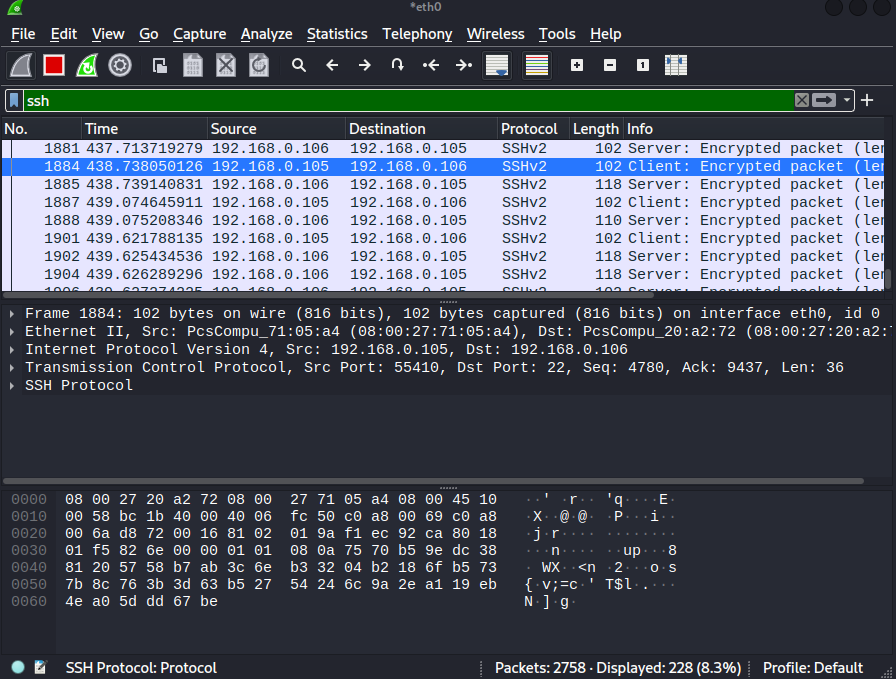 *eth0
File Edit View Go Capture Analyze Statistics Telephony Wireless Tools Help
ssh
No. Time Source Destination Protocol Length Info
1881 437.713719279 192.168.0.106 192.168.0.105 SSHv2 102 Server: Encrypted packet (len
1884 438.738050126 192.168.0.105 192.168.0.106 SSHv2 102 Client: Encrypted packet (len
1885 438.739140831 192.168.0.106 192.168.0.105 SSHv2 118 Server: Encrypted packet (len
1887 439.074645911 192.168.0.105 192.168.0.106 SSHv2 102 Client: Encrypted packet (len
1888 439.075208346 192.168.0.106 192.168.0.105 SSHv2 110 Server: Encrypted packet (len
1901 439.621788135 192.168.0.105 192.168.0.106 SSHv2 102 Client: Encrypted packet (len
1902 439.625434536 192.168.0.106 192.168.0.105 SSHv2 118 Server: Encrypted packet (len
1904 439.626289296 192.168.0.106 192.168.0.105 SSHv2 118 Server: Encrypted packet (len
Frame 1884: 102 bytes on wire (816 bits), 102 bytes captured (816 bits) on interface eth0, id 0
Ethernet II, Src: PcsCompu_71:05:a4 (08:00:27:71:05:a4), Dst: PcsCompu_20:a2:72 (08:00:27:20:a2:
Internet Protocol Version 4, Src: 192.168.0.105, Dst: 192.168.0.106
Transmission Control Protocol, Src Port: 55410, Dst Port: 22, Seq: 4780, Ack: 9437, Len: 36
SSH Protocol
0000 08 00 27 20 a2 72 08 00 27 71 05 a4 08 00 45 10 ··' ·r·· 'q····E·
0010 00 58 bc 1b 40 00 40 06 fc 50 c0 a8 00 69 c0 a8 ·X··@·@· ·P···i··
0020 00 6a d8 72 00 16 81 02 01 9a f1 ec 92 ca 80 18 ·j·r···· ········
0030 01 f5 82 6e 00 00 01 01 08 0a 75 70 b5 9e dc 38 ···n···· ··up···8
0040 81 20 57 58 b7 ab 3c 6e b3 32 04 b2 18 6f b5 73 · WX··<n ·2···o·s
0050 7b 8c 76 3b 3d 63 b5 27 54 24 6c 9a 2e a1 19 eb {·v;=c·' T$l·.···
0060 4e a0 5d dd 67 be N·]·g·
SSH Protocol: Protocol Packets: 2758 · Displayed: 228 (8.3%) Profile: Default